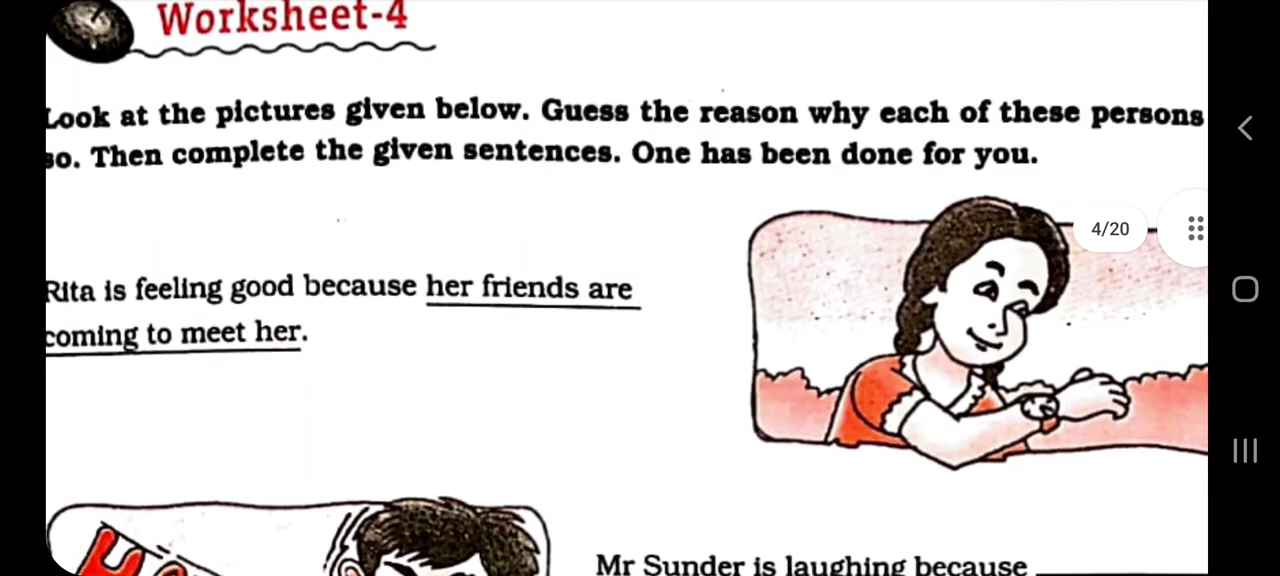 Worksheet-4
Look at the pictures given below. Guess the reason why each of these persons
so. Then complete the given sentences. One has been done for you.
4/20
Rita is feeling good because her friends are
coming to meet her.
Mr Sunder is laughing because